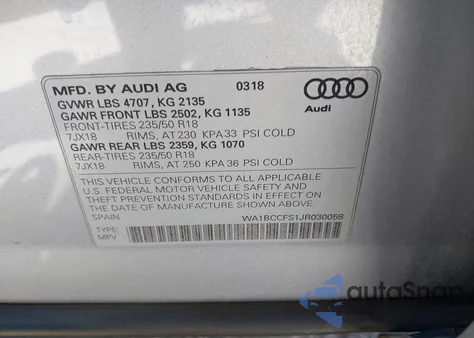 MFD. BY AUDI AG 0318
GVWR LBS 4707, KG 2135
GAWR FRONT LBS 2502, KG 1135
FRONT-TIRES 235/50 R18
7JX18 RIMS, AT 230 KPA 33 PSI COLD
GAWR REAR LBS 2359, KG 1070
REAR-TIRES 235/50 R18
7JX18 RIMS, AT 250 KPA 36 PSI COLD
Audi
THIS VEHICLE CONFORMS TO ALL APPLICABLE
U.S. FEDERAL MOTOR VEHICLE SAFETY AND
THEFT PREVENTION STANDARDS IN EFFECT ON
THE DATE OF MANUFACTURE SHOWN ABOVE.
SPAIN WA1BCCFS1JR030058
TYPE:
MPV
autoSnap